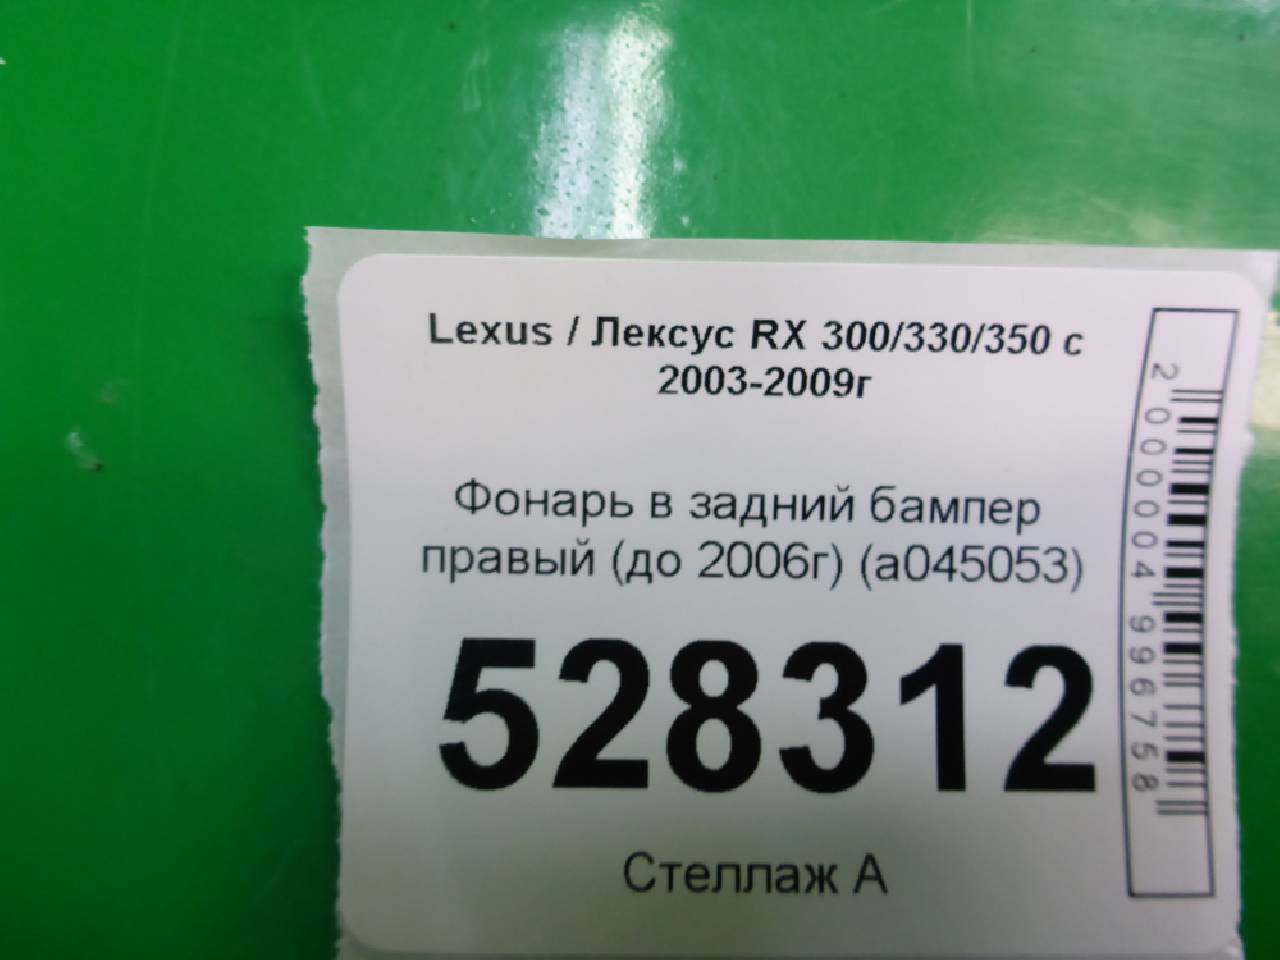 Lexus / Лексус RX 300/330/350 с
2003-2009г
Фонарь в задний бампер
правый (до 2006г) (а045053)
528312
Стеллаж А
2000004996758